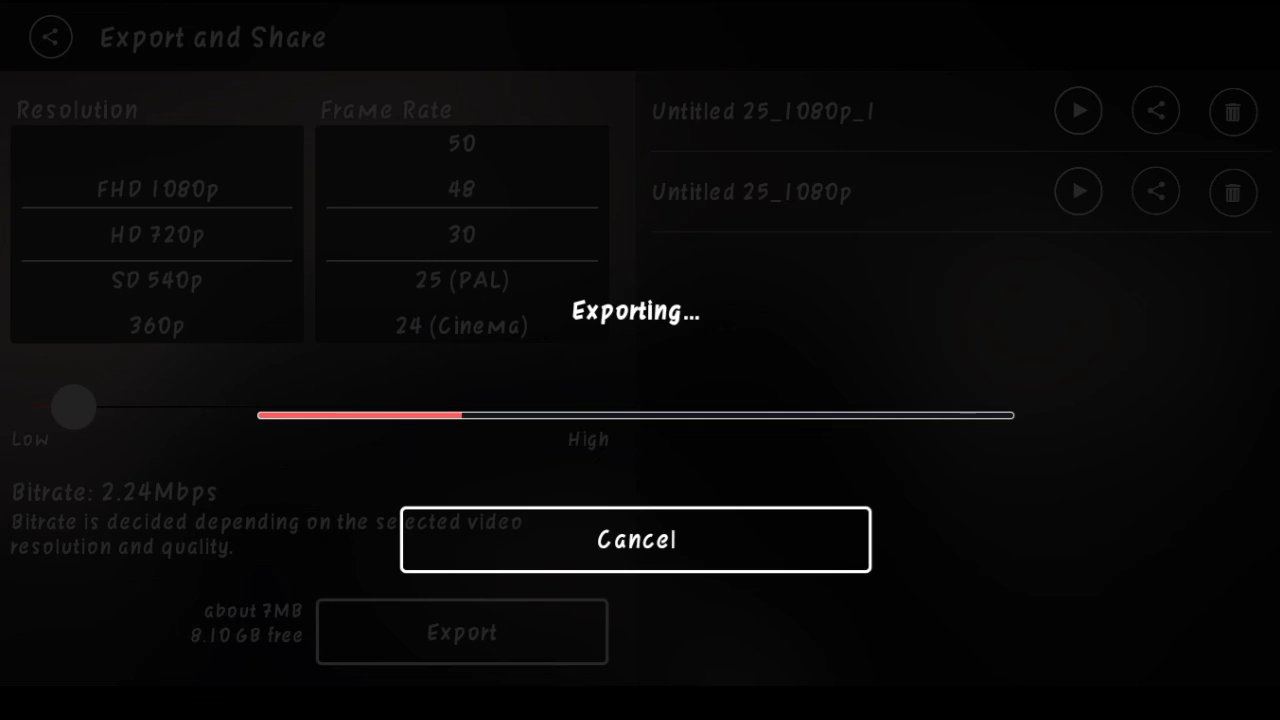 Export and Share
Resolution
Frame Rate
50
FHD 1080p
48
HD 720p
30
SD 540p
25 (PAL)
360p
24 (Cinema)
Untitled 25_1080p_1
Untitled 25_1080p
Exporting...
Low
High
Bitrate: 2.24Mbps
Bitrate is decided depending on the selected video
resolution and quality.
Cancel
about 7MB
8.10 GB free
Export